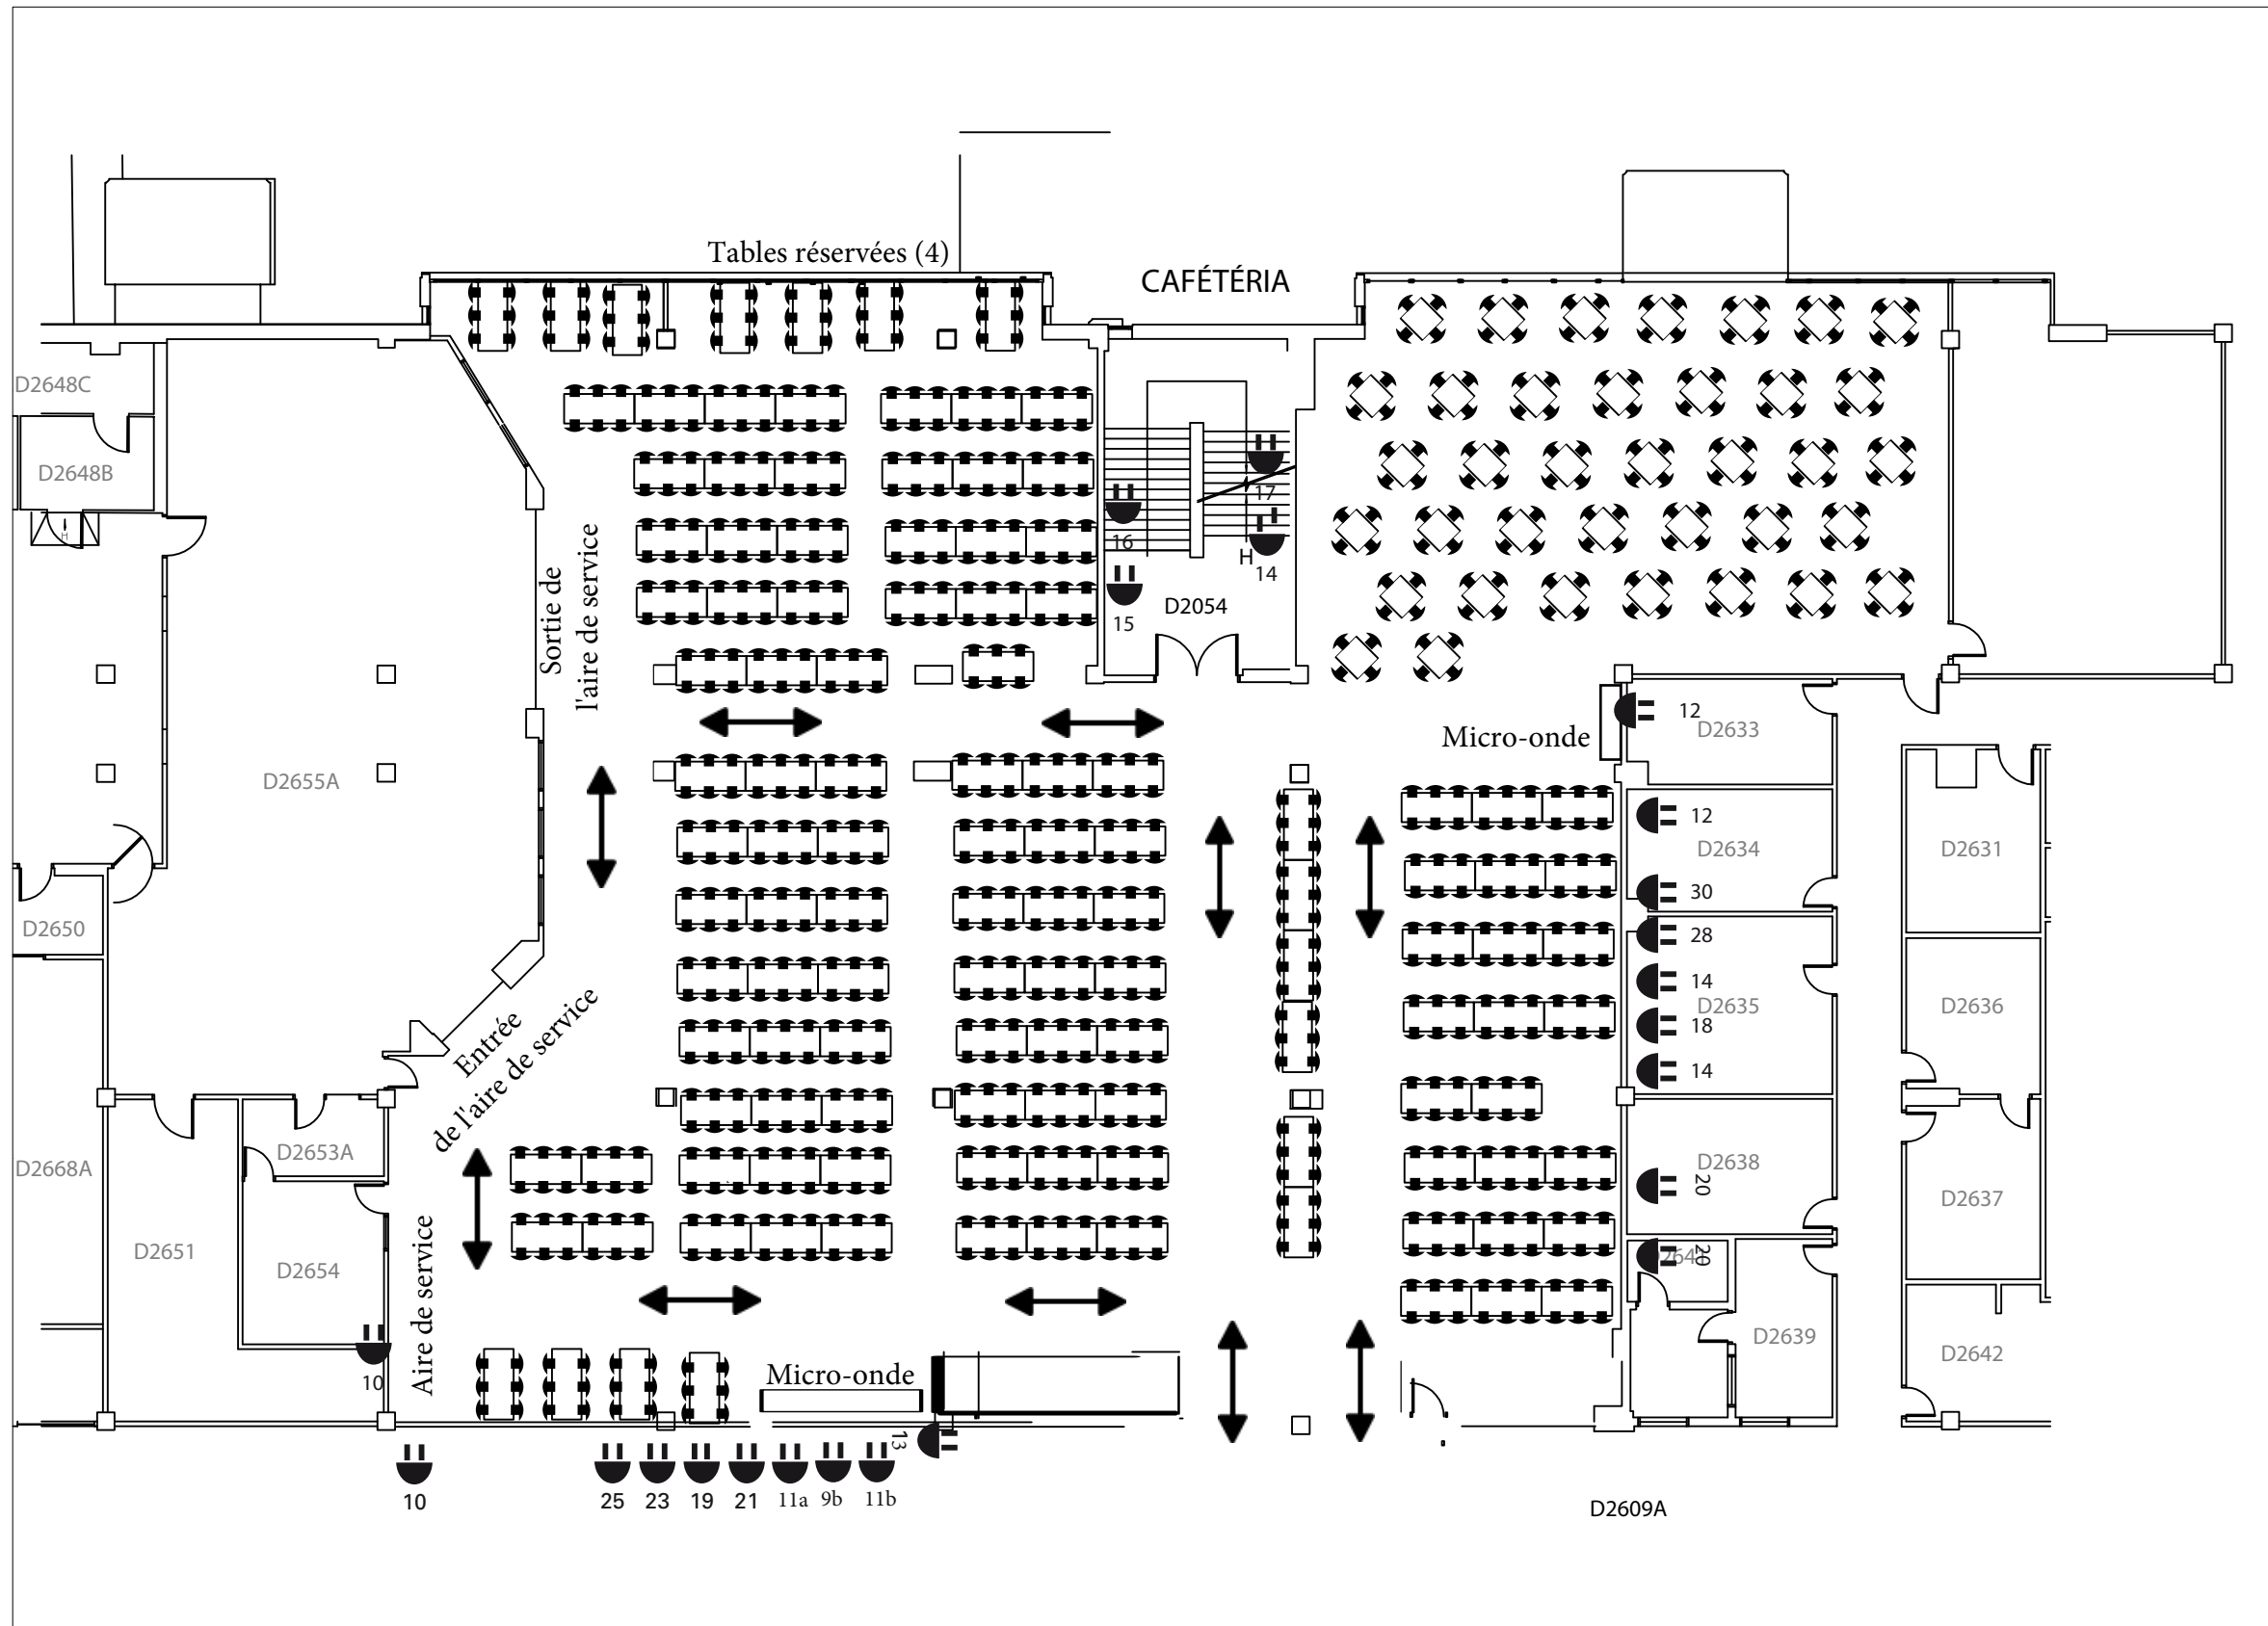 Tables réservées (4)
CAFÉTÉRIA
D2648C
D2648B
H
Sortie de
l'aire de service
17
16
H
14
15
D2054
12
D2633
Micro-onde
D2655A
12
D2634
30
D2631
D2650
28
14
D2635
18
14
D2636
Entrée
de l'aire de service
D2653A
D2668A
D2651
D2654
D2638
20
D2637
20
Aire de service
10
Micro-onde
D2639
D2642
13
10
25
23
19
21
11a
9b
11b
D2609A